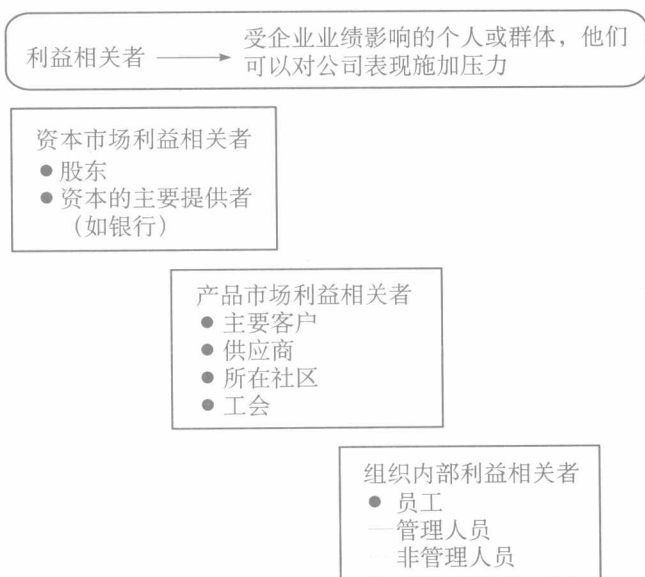 利益相关者
受企业业绩影响的个人或群体，他们
可以对公司表现施加压力
资本市场利益相关者
● 股东
● 资本的主要提供者
（如银行）
产品市场利益相关者
● 主要客户
● 供应商
● 所在社区
● 工会
组织内部利益相关者
● 员工
—管理人员
—非管理人员